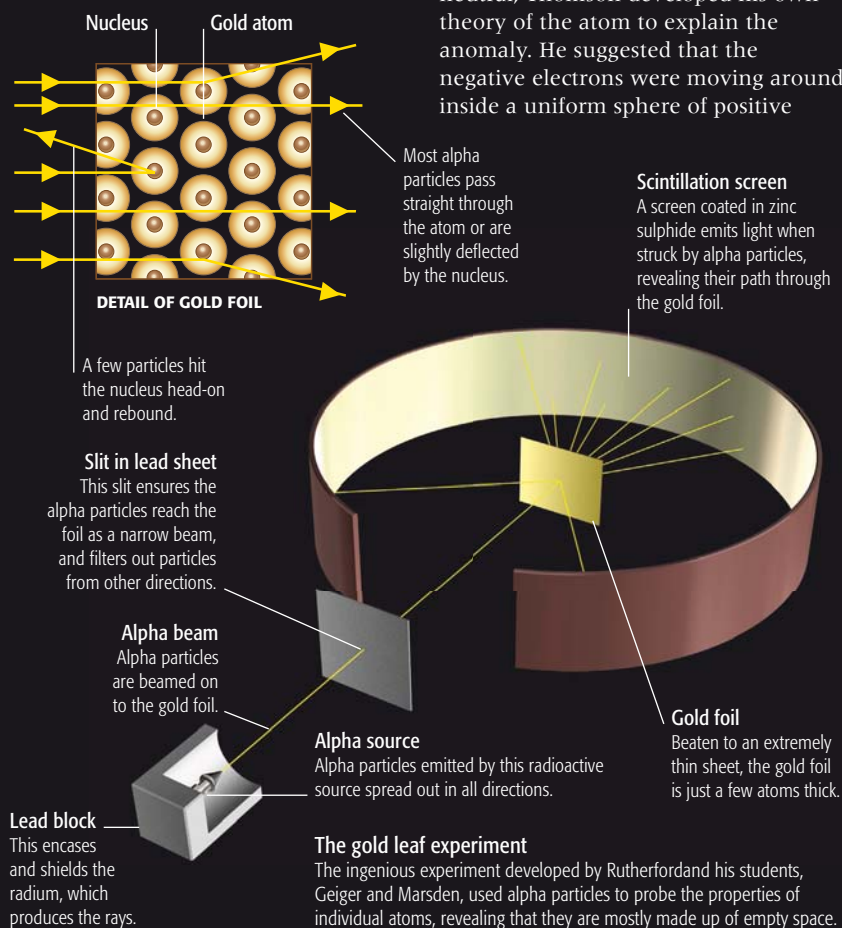 neutral, Thomson developed his own
theory of the atom to explain the
anomaly. He suggested that the
negative electrons were moving around
inside a uniform sphere of positive
Nucleus
Gold atom
DETAIL OF GOLD FOIL
Most alpha
particles pass
straight through
the atom or are
slightly deflected
by the nucleus.
Scintillation screen
A screen coated in zinc
sulphide emits light when
struck by alpha particles,
revealing their path through
the gold foil.
A few particles hit
the nucleus head-on
and rebound.
Slit in lead sheet
This slit ensures the
alpha particles reach the
foil as a narrow beam,
and filters out particles
from other directions.
Alpha beam
Alpha particles
are beamed on
to the gold foil.
Alpha source
Alpha particles emitted by this radioactive
source spread out in all directions.
Gold foil
Beaten to an extremely
thin sheet, the gold foil
is just a few atoms thick.
Lead block
This encases
and shields the
radium, which
produces the rays.
The gold leaf experiment
The ingenious experiment developed by Rutherfordand his students,
Geiger and Marsden, used alpha particles to probe the properties of
individual atoms, revealing that they are mostly made up of empty space.